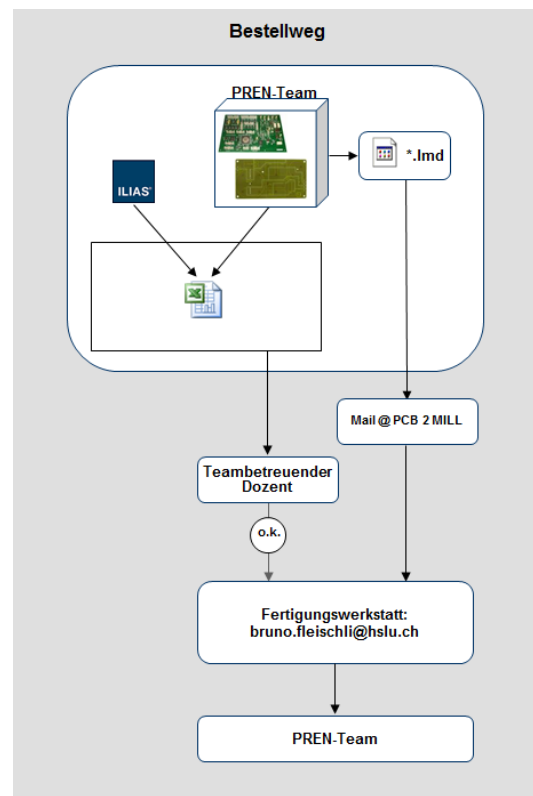 Bestellweg
PREN-Team
*.lmd
ILIAS
Mail @ PCB 2 MILL
Teambetreuender
Dozent
o.k.
Fertigungswerkstatt:
bruno.fleischli@hslu.ch
PREN-Team